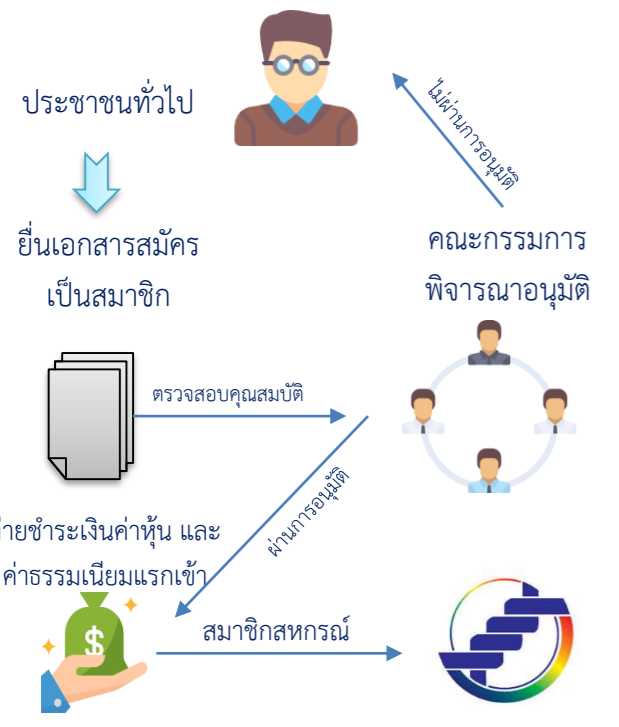 ประชาชนทั่วไป
ไม่ผ่านการอนุมัติ
ยื่นเอกสารสมัคร
เป็นสมาชิก
คณะกรรมการ
พิจารณาอนุมัติ
ตรวจสอบคุณสมบัติ
ผ่านการอนุมัติ
ชำระเงินค่าหุ้น และ
ค่าธรรมเนียมแรกเข้า
$
สมาชิกสหกรณ์